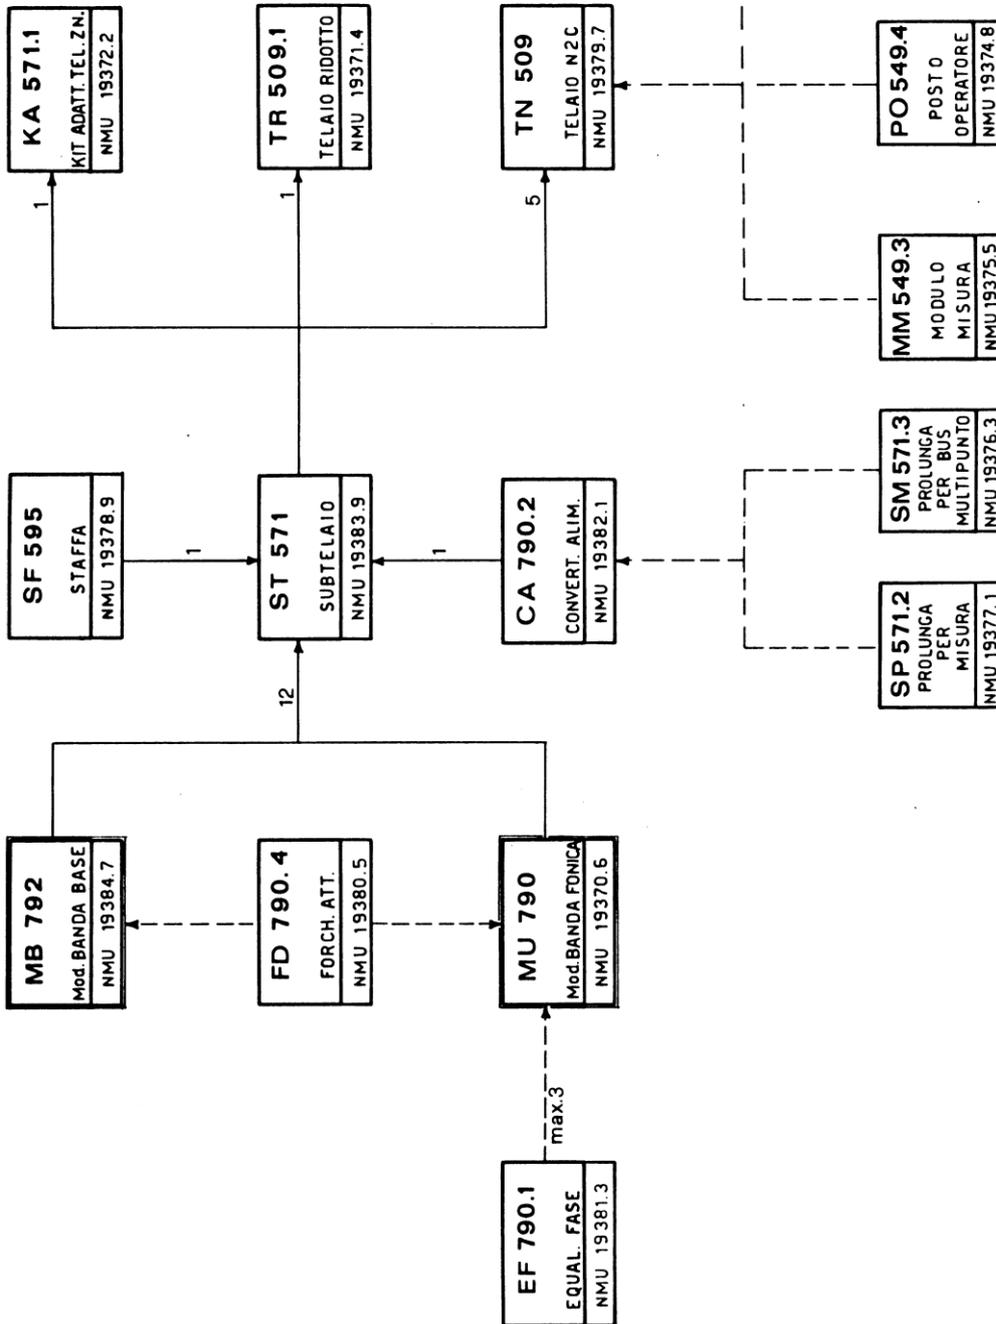 KA 571.1
KIT ADATT.TEL.ZN.
NMU 19372.2
TR 509.1
TELAIO RIDOTTO
NMU 19371.4
TN 509
TELAIO N2C
NMU 19379.7
PO 549.4
POSTO
OPERATORE
NMU 19374.8
1
1
5
MM 549.3
MODULO
MISURA
NMU 19375.5
SF 595
STAFFA
NMU 19378.9
1
ST 571
SUBTELAIO
NMU 19383.9
1
CA 790.2
CONVERT. ALIM.
NMU 19382.1
SM 571.3
PROLUNGA
PER BUS
MULTIPUNTO
NMU 19376.3
SP 571.2
PROLUNGA
PER
MISURA
NMU 19377.1
12
MB 792
Mod.BANDA BASE
NMU 19384.7
FD 790.4
FORCH. ATT.
NMU 19380.5
MU 790
Mod.BANDA FONICA
NMU 19370.6
max.3
EF 790.1
EQUAL. FASE
NMU 19381.3